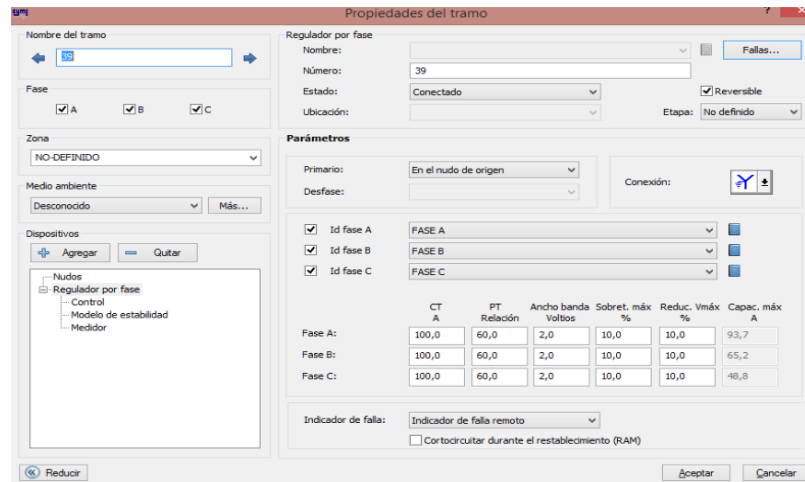 Propiedades del tramo
Nombre del tramo
39
Fase
A B C
Zona
NO-DEFINIDO
Medio ambiente
Desconocido Más...
Dispositivos
Agregar Quitar
Nudos
Regulador por fase
Control
Modelo de estabilidad
Medidor
Reducir
Regulador por fase
Nombre: Fallas...
Número: 39
Estado: Conectado Reversible
Ubicación: Etapa: No definido
Parámetros
Primario: En el nudo de origen
Desfase:
Conexión:
Id fase A FASE A
Id fase B FASE B
Id fase C FASE C
CT PT Ancho banda Sobret. máx Reduc. Vmáx Capac. máx
A Relación Voltios % % A
Fase A: 100,0 60,0 2,0 10,0 10,0 93,7
Fase B: 100,0 60,0 2,0 10,0 10,0 65,2
Fase C: 100,0 60,0 2,0 10,0 10,0 48,8
Indicador de falla: Indicador de falla remoto
Cortocircuitar durante el restablecimiento (RAM)
Aceptar Cancelar